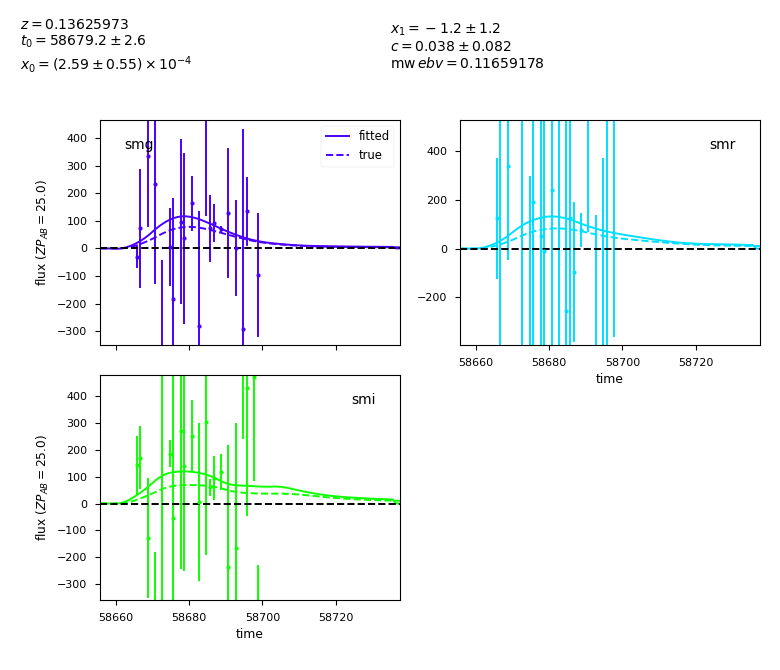 z = 0.13625973
t₀ = 58679.2 ± 2.6
x₀ = (2.59 ± 0.55) × 10⁻⁴
x₁ = −1.2 ± 1.2
c = 0.038 ± 0.082
mw ebv = 0.11659178
smg
fitted
true
400
300
200
100
0
−100
−200
−300
flux (ZP_AB = 25.0)
smr
400
200
0
−200
58660 58680 58700 58720
time
smi
400
300
200
100
0
−100
−200
−300
flux (ZP_AB = 25.0)
58660 58680 58700 58720
time